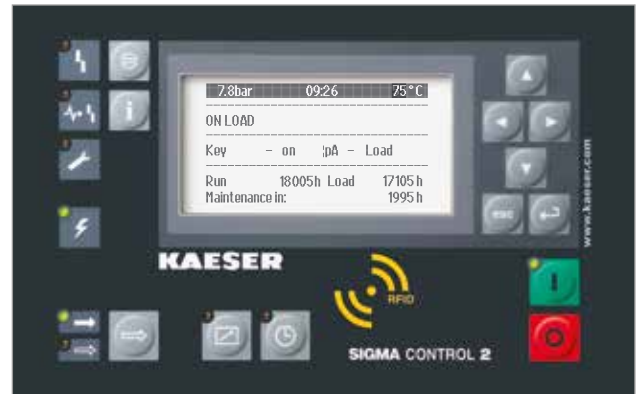 7.8bar 09:26 75°C
ON LOAD
Key - on ¦pA - Load
Run 18005h Load 17105h
Maintenance in: 1995h
esc
www.kaeser.com
KAESER
RFID
I
O
SIGMA CONTROL 2